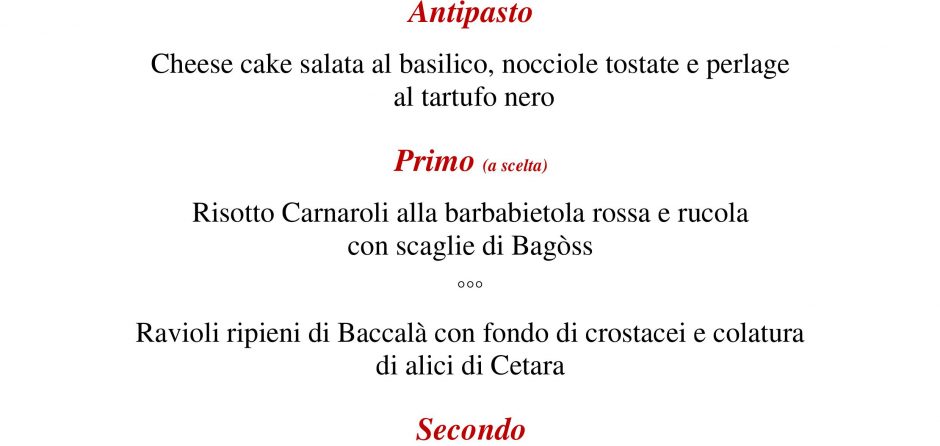 Antipasto
Cheese cake salata al basilico, nocciole tostate e perlage
al tartufo nero
Primo (a scelta)
Risotto Carnaroli alla barbabietola rossa e rucola
con scaglie di Bagòss
°°°
Ravioli ripieni di Baccalà con fondo di crostacei e colatura
di alici di Cetara
Secondo